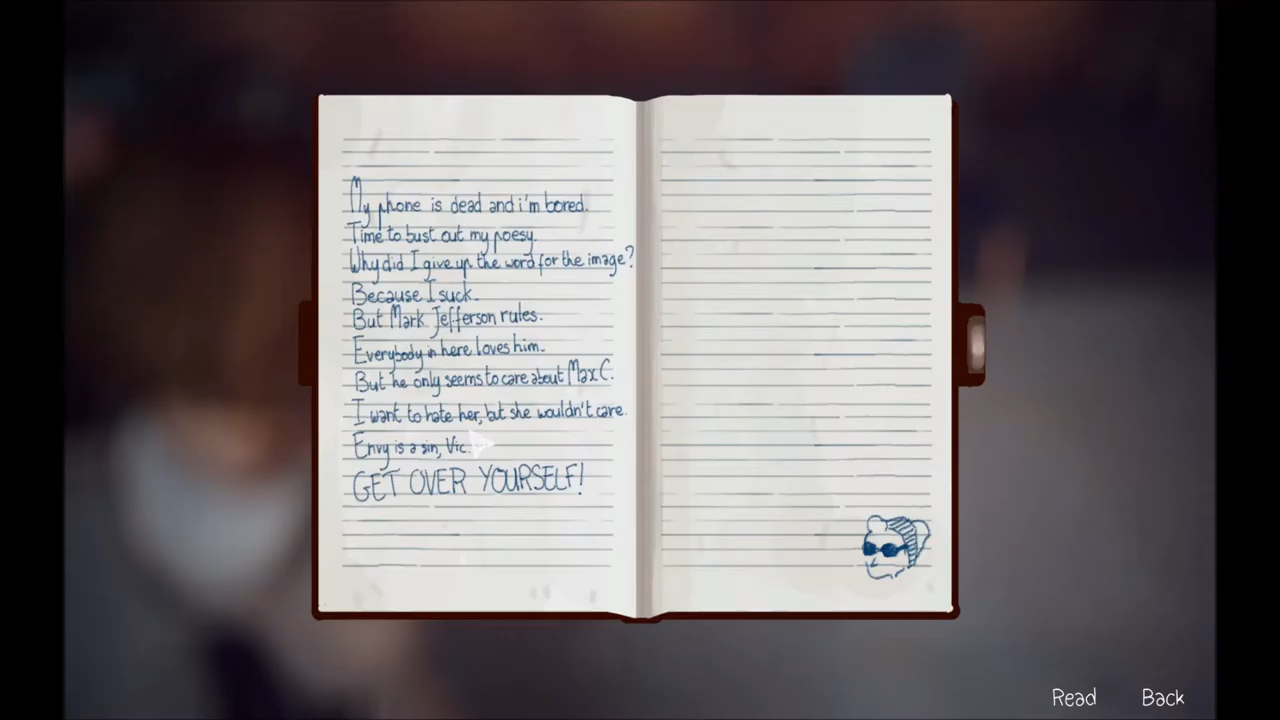 My phone is dead and i'm bored.
Time to bust out my poesy.
Why did I give up the word for the image?
Because I suck.
But Mark Jefferson rules.
Everybody in here loves him.
But he only seems to care about Max C.
I want to hate her, but she wouldn't care.
Envy is a sin, Vic.
GET OVER YOURSELF!
Read Back